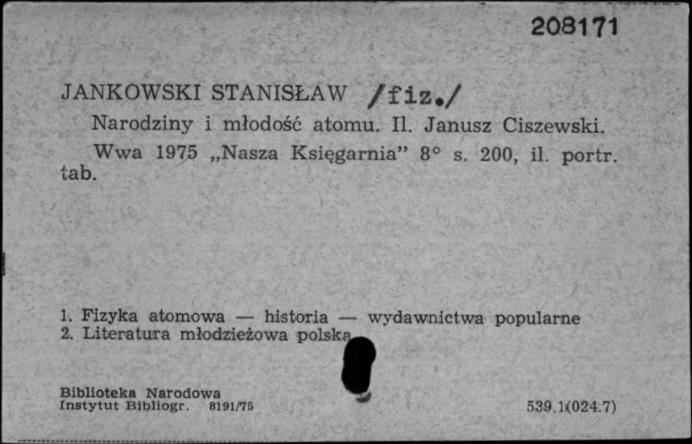 208171
JANKOWSKI STANISŁAW /fiz./
Narodziny i młodość atomu. Il. Janusz Ciszewski.
Wwa 1975 „Nasza Księgarnia” 8° s. 200, il. portr.
tab.
1. Fizyka atomowa — historia — wydawnictwa popularne
2. Literatura młodzieżowa polska
Biblioteka Narodowa
Instytut Bibliogr. 8191/75
539.1(024.7)